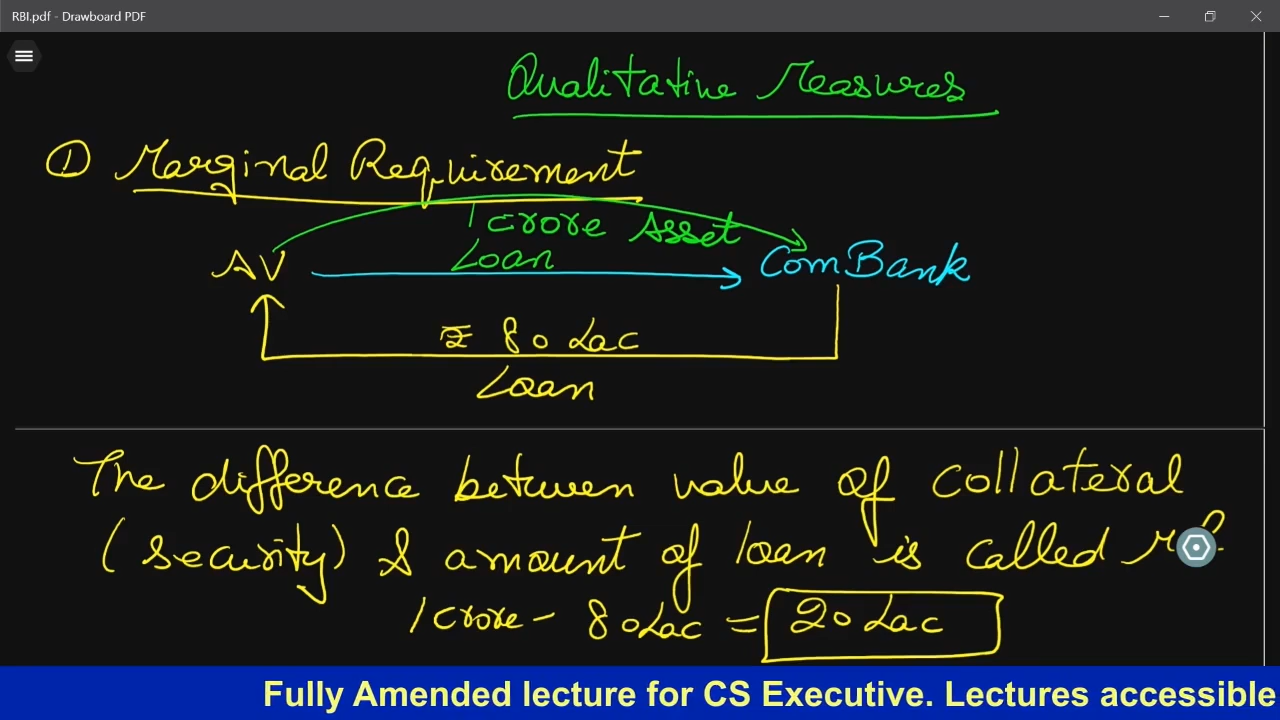 RBI.pdf - Drawboard PDF
Qualitative Measures
① Marginal Requirement
1 crore Asset
AV Loan Com Bank
₹ 80 Lac
Loan
The difference between value of collateral
(security) & amount of loan is called
1 crore - 80 Lac = 20 Lac
Fully Amended lecture for CS Executive. Lectures accessible